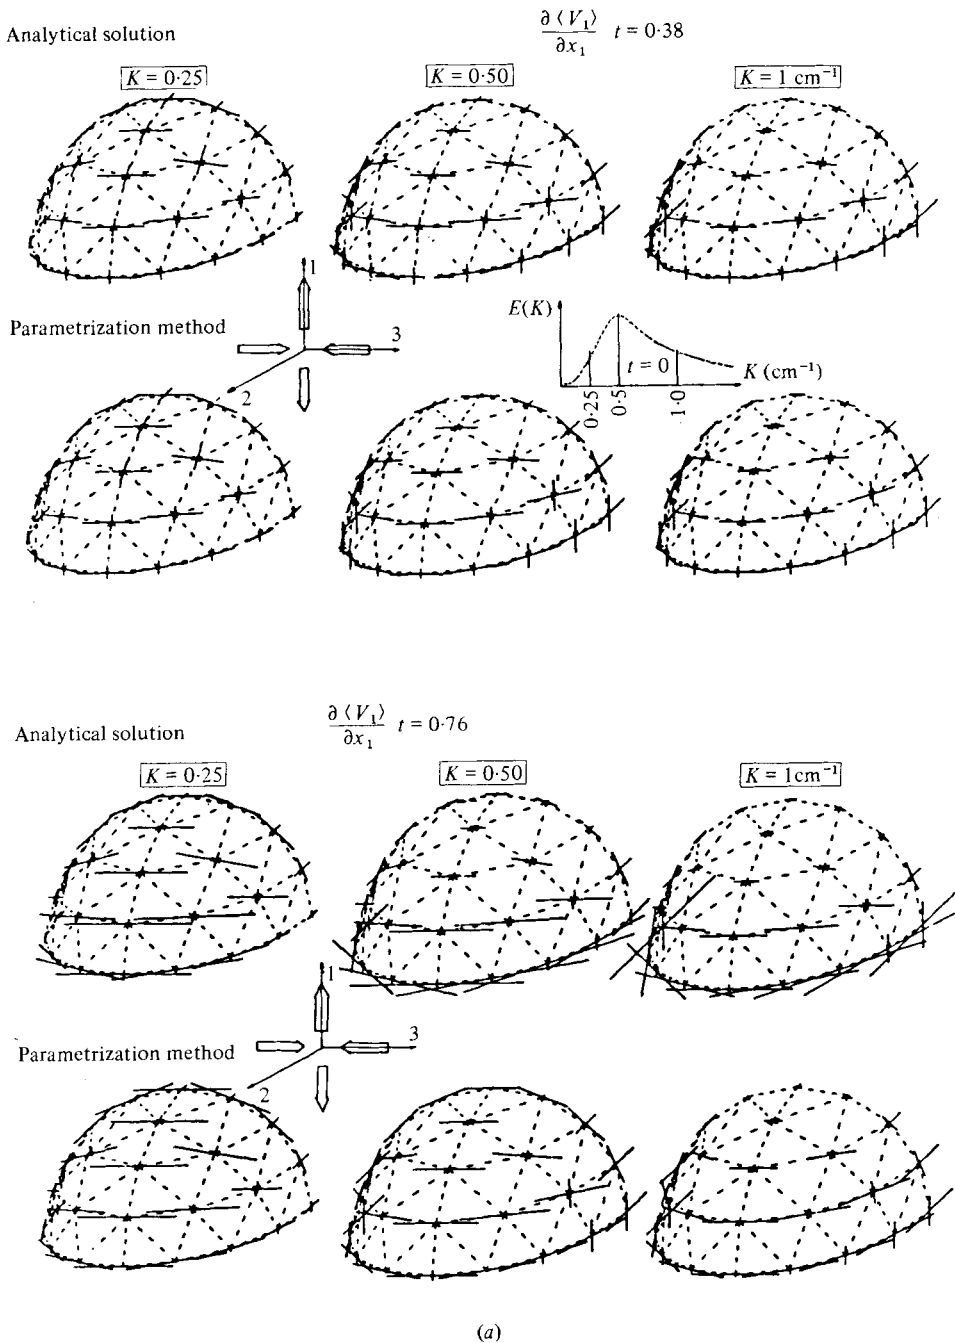 Analytical solution
∂⟨V₁⟩/∂x₁ t = 0·38
K = 0·25
K = 0·50
K = 1 cm⁻¹
1
Parametrization method
3
2
E(K)
t = 0
K (cm⁻¹)
0·25
0·5
1·0
Analytical solution
∂⟨V₁⟩/∂x₁ t = 0·76
K = 0·25
K = 0·50
K = 1cm⁻¹
1
Parametrization method
3
2
(a)